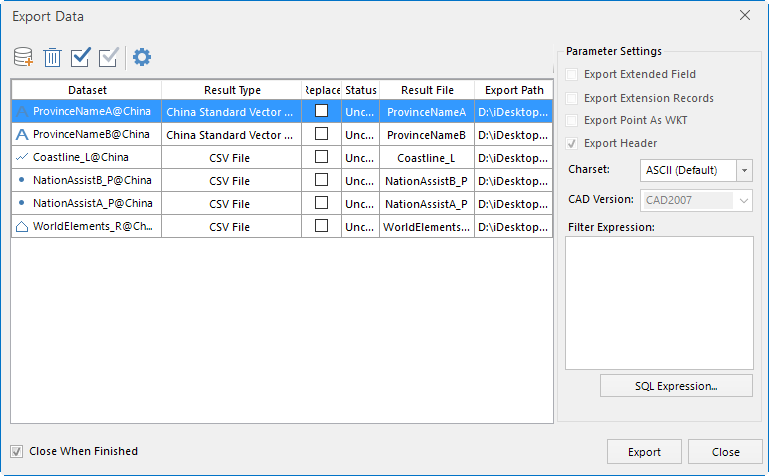 Export Data
Dataset Result Type Replace Status Result File Export Path
ProvinceNameA@China China Standard Vector ... Unc... ProvinceNameA D:\iDesktop...
ProvinceNameB@China China Standard Vector ... Unc... ProvinceNameB D:\iDesktop...
Coastline_L@China CSV File Unc... Coastline_L D:\iDesktop...
NationAssistB_P@China CSV File Unc... NationAssistB_P D:\iDesktop...
NationAssistA_P@China CSV File Unc... NationAssistA_P D:\iDesktop...
WorldElements_R@Ch... CSV File Unc... WorldElements... D:\iDesktop...
Parameter Settings
Export Extended Field
Export Extension Records
Export Point As WKT
Export Header
Charset: ASCII (Default)
CAD Version: CAD2007
Filter Expression:
SQL Expression...
Close When Finished
Export Close